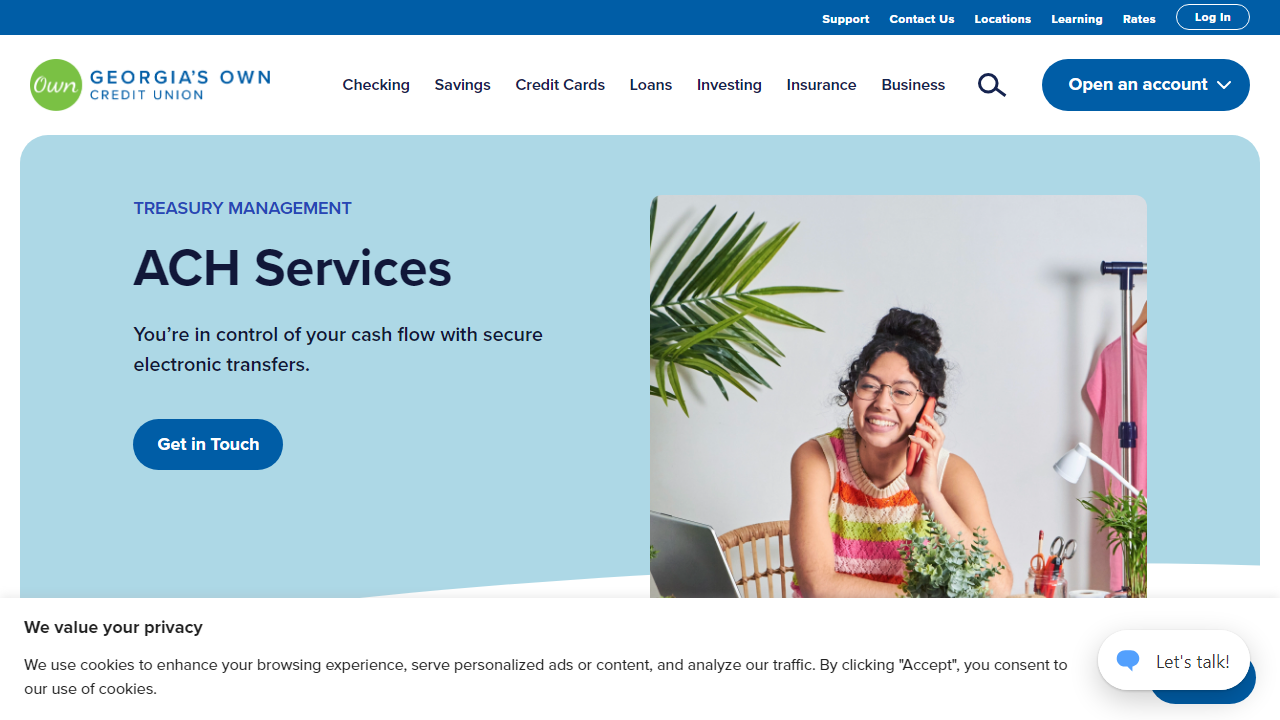 Support Contact Us Locations Learning Rates Log In
Own GEORGIA'S OWN
CREDIT UNION
Checking Savings Credit Cards Loans Investing Insurance Business Open an account
TREASURY MANAGEMENT
ACH Services
You’re in control of your cash flow with secure
electronic transfers.
Get in Touch
We value your privacy
We use cookies to enhance your browsing experience, serve personalized ads or content, and analyze our traffic. By clicking "Accept", you consent to
our use of cookies.
Let's talk!